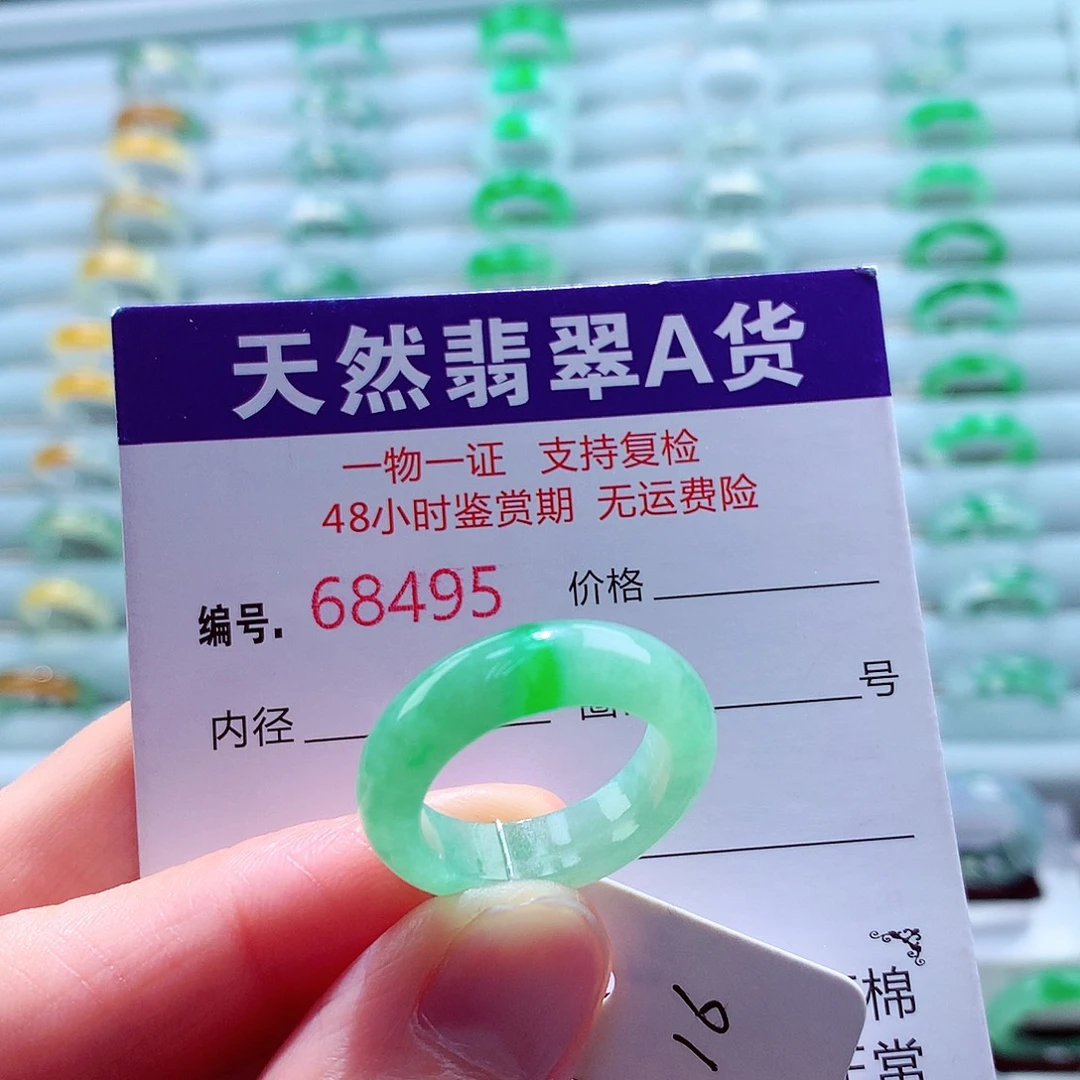 天然翡翠A货
一物一证 支持复检
48小时鉴赏期 无运费险
编号. 68495 价格
内径 号
棉
常
16